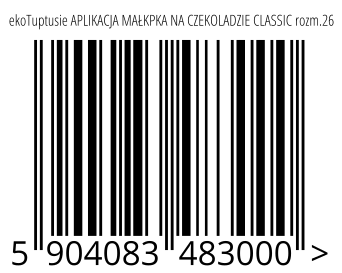 ekoTuptusie APLIKACJA MAŁKPKA NA CZEKOLADZIE CLASSIC rozm.26
5 904083 483000 >